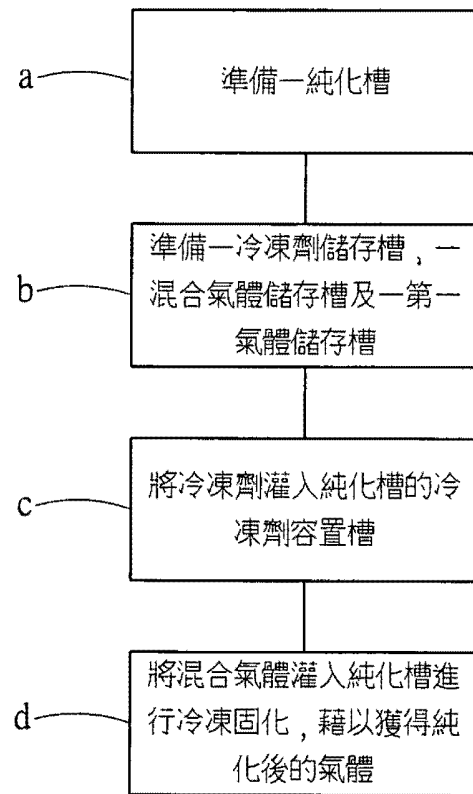 a
準備一純化槽
b
準備一冷凍劑儲存槽，一
混合氣體儲存槽及一第一
氣體儲存槽
c
將冷凍劑灌入純化槽的冷
凍劑容置槽
d
將混合氣體灌入純化槽進
行冷凍固化，藉以獲得純
化後的氣體